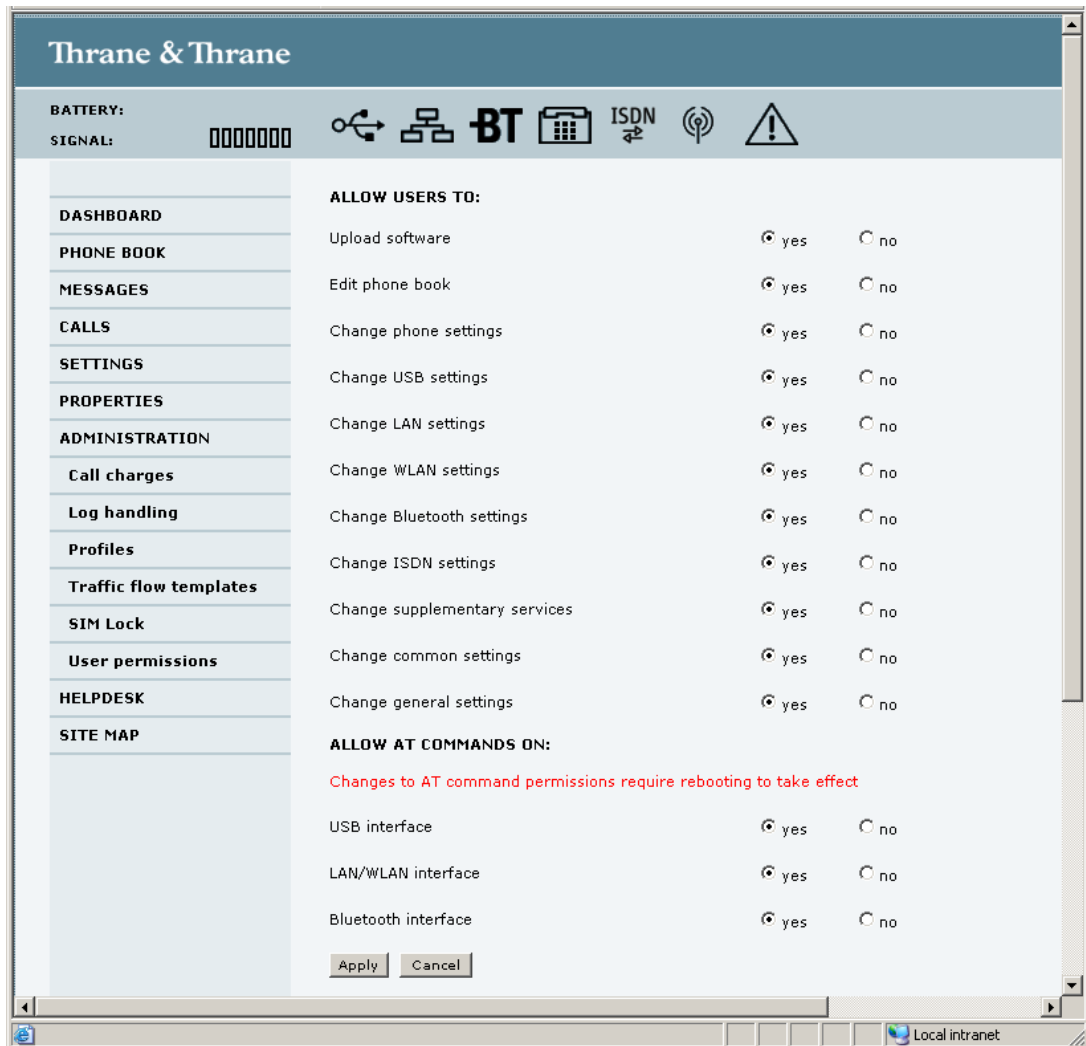 Thrane & Thrane
BATTERY:
SIGNAL:
BT
ISDN
DASHBOARD
PHONE BOOK
MESSAGES
CALLS
SETTINGS
PROPERTIES
ADMINISTRATION
Call charges
Log handling
Profiles
Traffic flow templates
SIM Lock
User permissions
HELPDESK
SITE MAP
ALLOW USERS TO:
Upload software yes no
Edit phone book yes no
Change phone settings yes no
Change USB settings yes no
Change LAN settings yes no
Change WLAN settings yes no
Change Bluetooth settings yes no
Change ISDN settings yes no
Change supplementary services yes no
Change common settings yes no
Change general settings yes no
ALLOW AT COMMANDS ON:
Changes to AT command permissions require rebooting to take effect
USB interface yes no
LAN/WLAN interface yes no
Bluetooth interface yes no
Apply Cancel
Local intranet